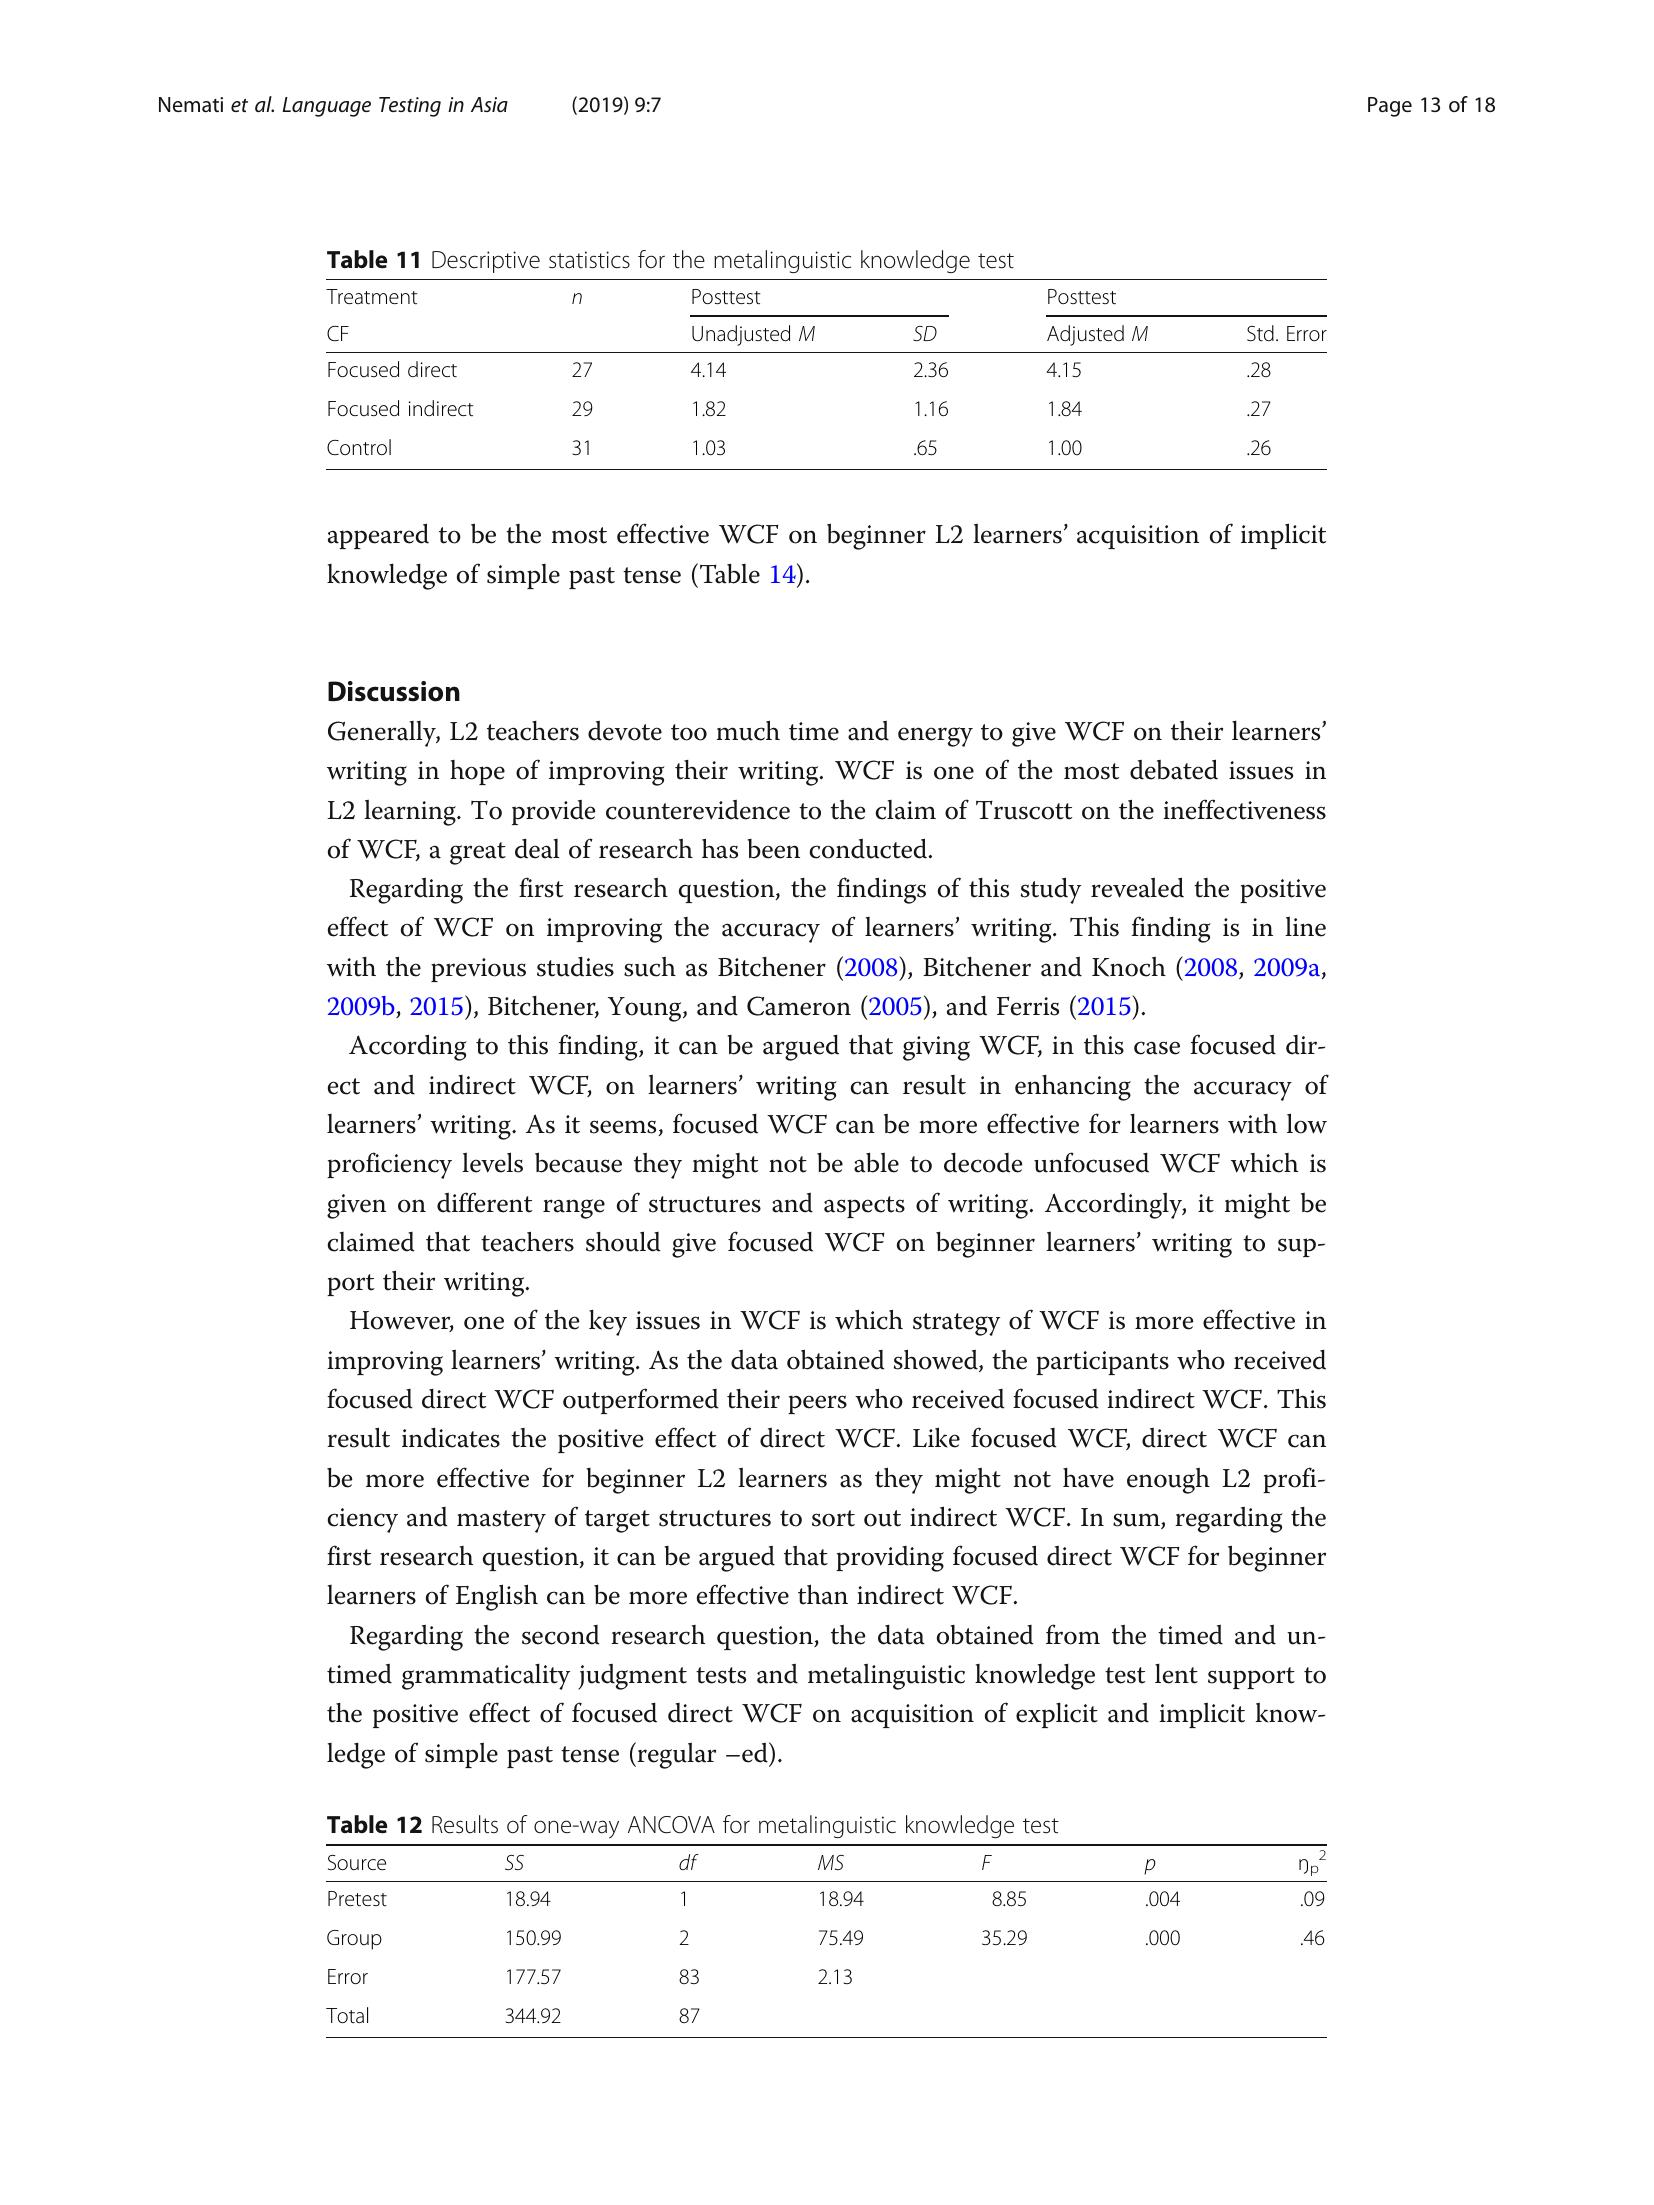 Nemati et al. Language Testing in Asia (2019) 9:7 Page 13 of 18
Table 11 Descriptive statistics for the metalinguistic knowledge test
Treatment n Posttest Posttest
CF Unadjusted M SD Adjusted M Std. Error
Focused direct 27 4.14 2.36 4.15 .28
Focused indirect 29 1.82 1.16 1.84 .27
Control 31 1.03 .65 1.00 .26
appeared to be the most effective WCF on beginner L2 learners’ acquisition of implicit
knowledge of simple past tense (Table 14).
Discussion
Generally, L2 teachers devote too much time and energy to give WCF on their learners’
writing in hope of improving their writing. WCF is one of the most debated issues in
L2 learning. To provide counterevidence to the claim of Truscott on the ineffectiveness
of WCF, a great deal of research has been conducted.
Regarding the first research question, the findings of this study revealed the positive
effect of WCF on improving the accuracy of learners’ writing. This finding is in line
with the previous studies such as Bitchener (2008), Bitchener and Knoch (2008, 2009a,
2009b, 2015), Bitchener, Young, and Cameron (2005), and Ferris (2015).
According to this finding, it can be argued that giving WCF, in this case focused dir-
ect and indirect WCF, on learners’ writing can result in enhancing the accuracy of
learners’ writing. As it seems, focused WCF can be more effective for learners with low
proficiency levels because they might not be able to decode unfocused WCF which is
given on different range of structures and aspects of writing. Accordingly, it might be
claimed that teachers should give focused WCF on beginner learners’ writing to sup-
port their writing.
However, one of the key issues in WCF is which strategy of WCF is more effective in
improving learners’ writing. As the data obtained showed, the participants who received
focused direct WCF outperformed their peers who received focused indirect WCF. This
result indicates the positive effect of direct WCF. Like focused WCF, direct WCF can
be more effective for beginner L2 learners as they might not have enough L2 profi-
ciency and mastery of target structures to sort out indirect WCF. In sum, regarding the
first research question, it can be argued that providing focused direct WCF for beginner
learners of English can be more effective than indirect WCF.
Regarding the second research question, the data obtained from the timed and un-
timed grammaticality judgment tests and metalinguistic knowledge test lent support to
the positive effect of focused direct WCF on acquisition of explicit and implicit know-
ledge of simple past tense (regular –ed).
Table 12 Results of one-way ANCOVA for metalinguistic knowledge test
Source SS df MS F p ηp2
Pretest 18.94 1 18.94 8.85 .004 .09
Group 150.99 2 75.49 35.29 .000 .46
Error 177.57 83 2.13
Total 344.92 87